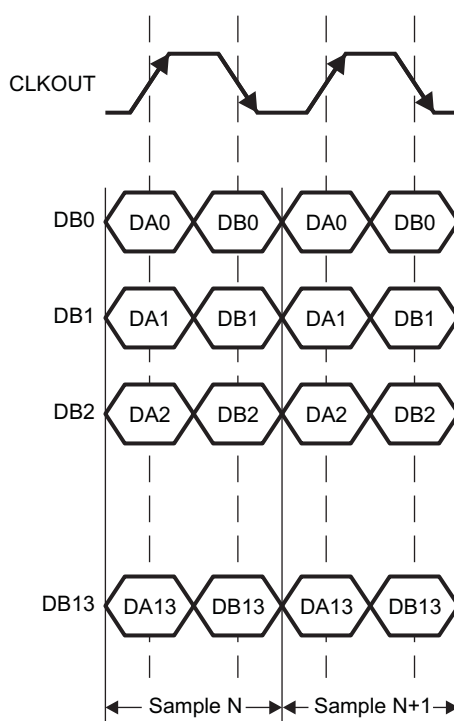 CLKOUT
DB0 DA0 DB0 DA0 DB0
DB1 DA1 DB1 DA1 DB1
DB2 DA2 DB2 DA2 DB2
DB13 DA13 DB13 DA13 DB13
Sample N Sample N+1